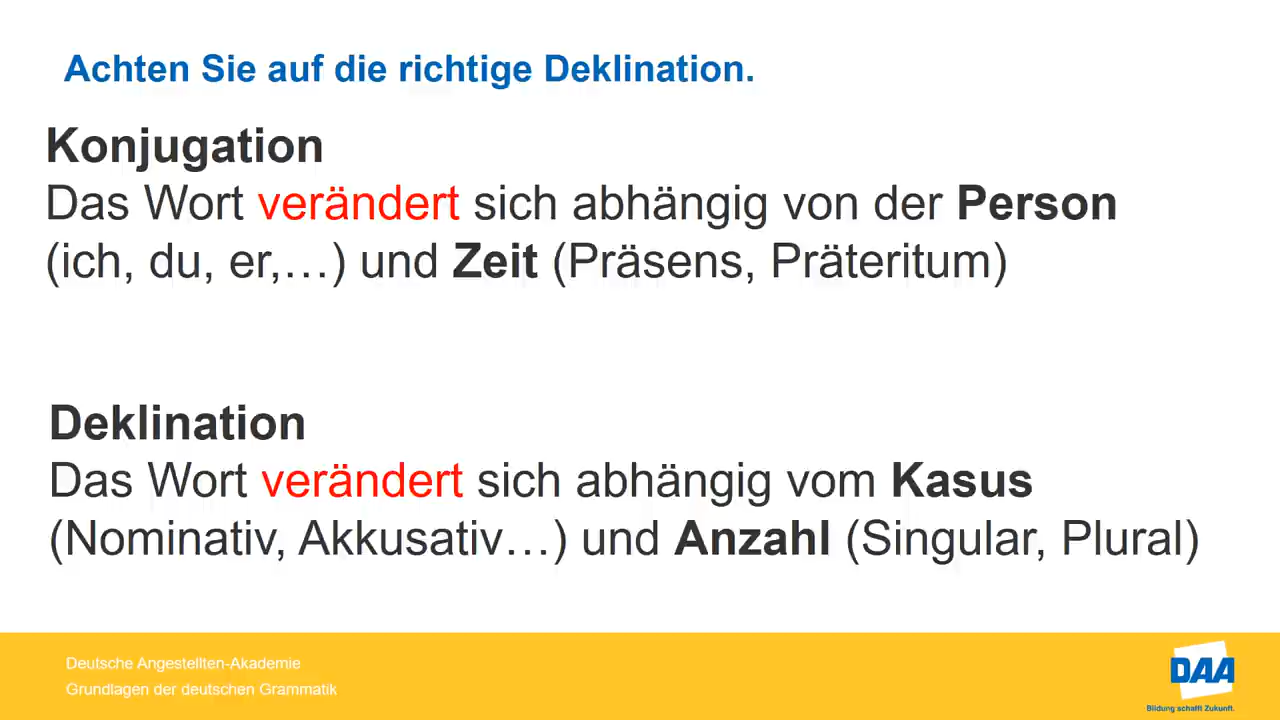 Achten Sie auf die richtige Deklination.
Konjugation
Das Wort verändert sich abhängig von der Person
(ich, du, er,…) und Zeit (Präsens, Präteritum)
Deklination
Das Wort verändert sich abhängig vom Kasus
(Nominativ, Akkusativ…) und Anzahl (Singular, Plural)
Deutsche Angestellten-Akademie
Grundlagen der deutschen Grammatik
DAA
Bildung schafft Zukunft.